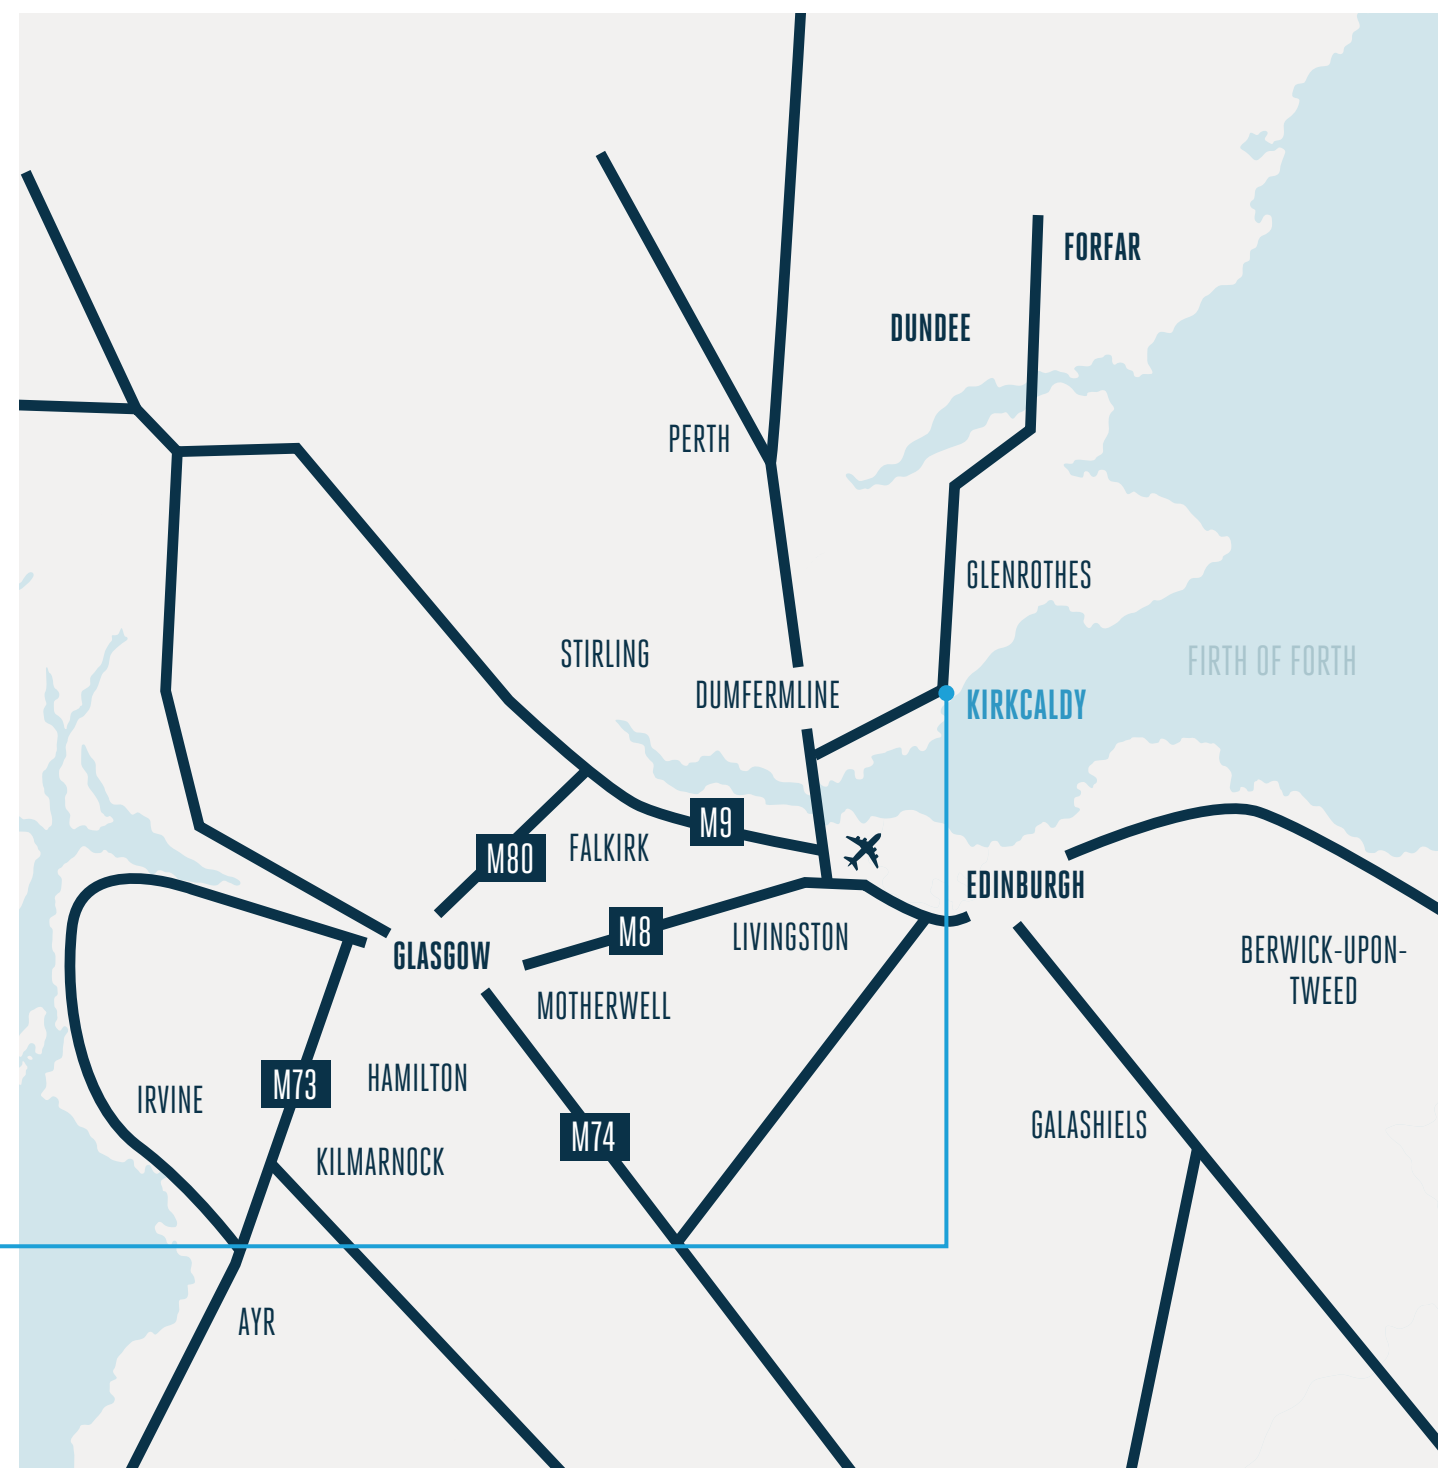 FORFAR
DUNDEE
PERTH
GLENROTHES
STIRLING
FIRTH OF FORTH
DUMFERMLINE
KIRKCALDY
M9
FALKIRK
M80
EDINBURGH
M8
LIVINGSTON
GLASGOW
BERWICK-UPON-
TWEED
MOTHERWELL
HAMILTON
M73
IRVINE
GALASHIELS
M74
KILMARNOCK
AYR